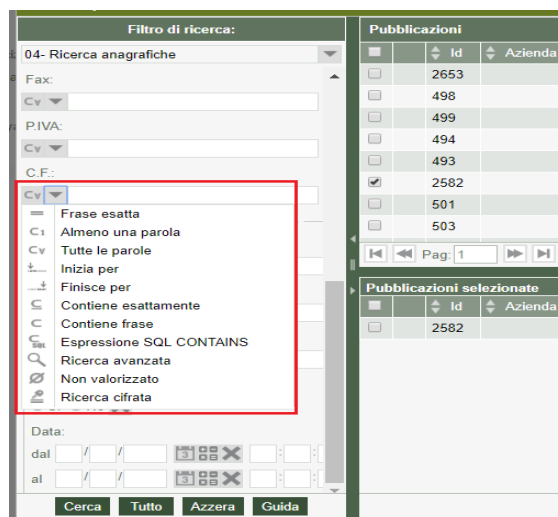 Filtro di ricerca:
04- Ricerca anagrafiche
Fax:
P.IVA:
C.F.:
Frase esatta
Almeno una parola
Tutte le parole
Inizia per
Finisce per
Contiene esattamente
Contiene frase
SQL
Espressione SQL CONTAINS
Ricerca avanzata
Non valorizzato
Ricerca cifrata
Data:
dal / / 3 : :
al / / 3 : :
Cerca Tutto Azzera Guida
Pubblicazioni
Id Azienda
2653
498
499
494
493
2582
501
503
Pag: 1
Pubblicazioni selezionate
Id Azienda
2582